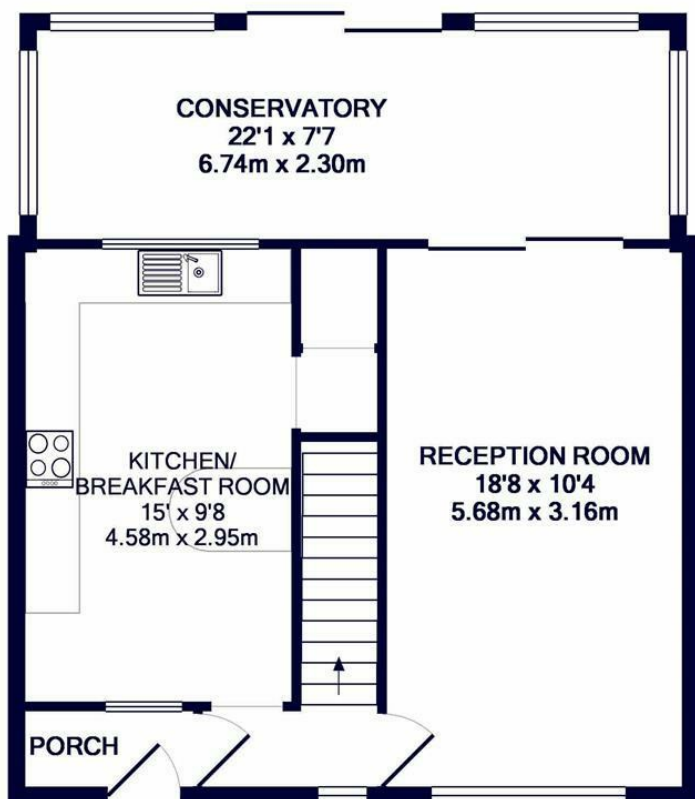 CONSERVATORY
22'1 x 7'7
6.74m x 2.30m
KITCHEN/
BREAKFAST ROOM
15' x 9'8
4.58m x 2.95m
RECEPTION ROOM
18'8 x 10'4
5.68m x 3.16m
PORCH